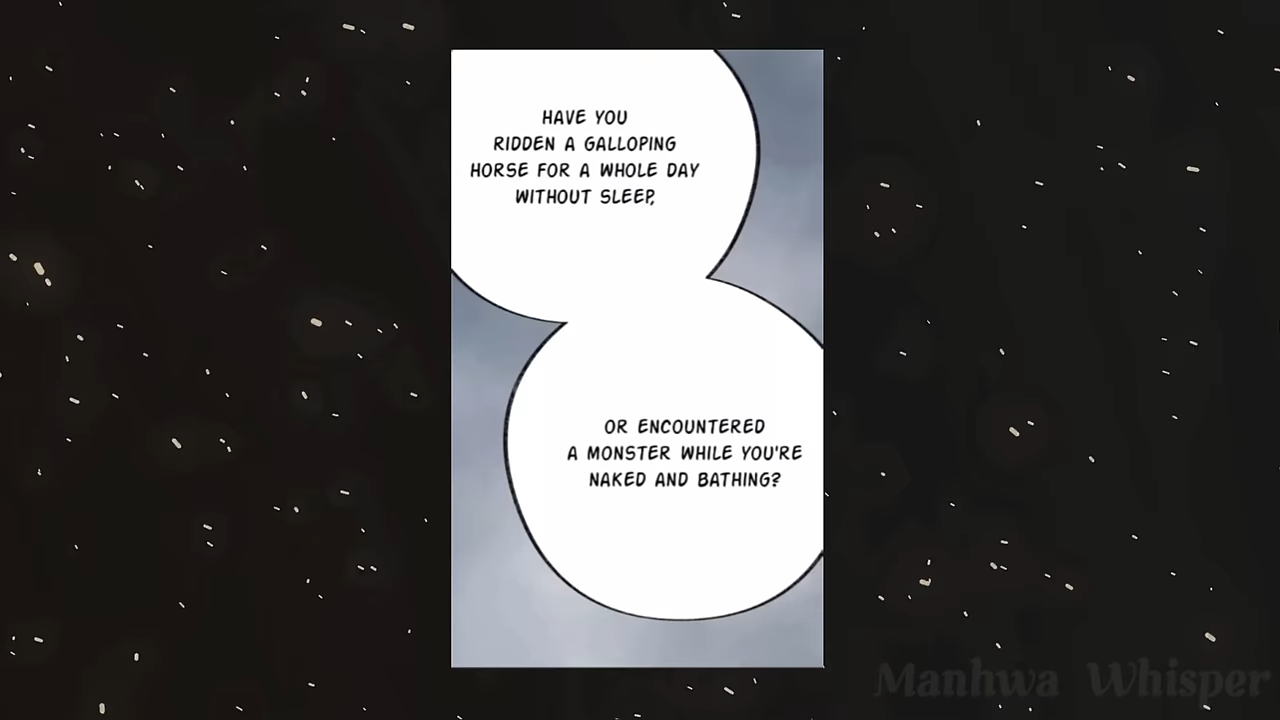 HAVE YOU
RIDDEN A GALLOPING
HORSE FOR A WHOLE DAY
WITHOUT SLEEP,
OR ENCOUNTERED
A MONSTER WHILE YOU'RE
NAKED AND BATHING?
Manhwa Whisper